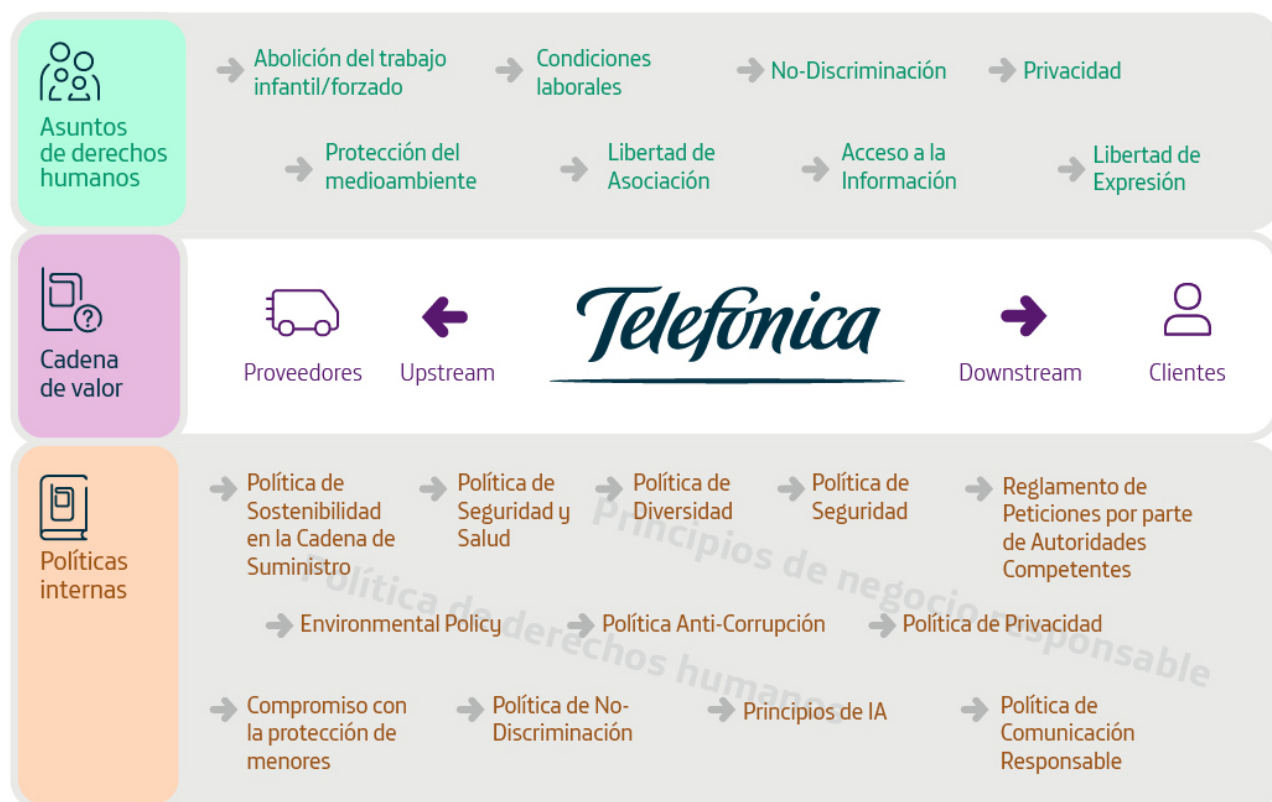 Asuntos
de derechos
humanos
Abolición del trabajo
infantil/forzado
Condiciones
laborales
No-Discriminación
Privacidad
Protección del
medioambiente
Libertad de
Asociación
Acceso a la
Información
Libertad de
Expresión
Cadena
de valor
Proveedores
Upstream
Telefónica
Downstream
Clientes
Políticas
internas
Política de
Sostenibilidad
en la Cadena de
Suministro
Política de
Seguridad y
Salud
Política de
Diversidad
Política de
Seguridad
Reglamento de
Peticiones por parte
de Autoridades
Competentes
Principios de negocio responsable
Política de derechos humanos
Environmental Policy
Política Anti-Corrupción
Política de Privacidad
Compromiso con
la protección de
menores
Política de No-
Discriminación
Principios de IA
Política de
Comunicación
Responsable